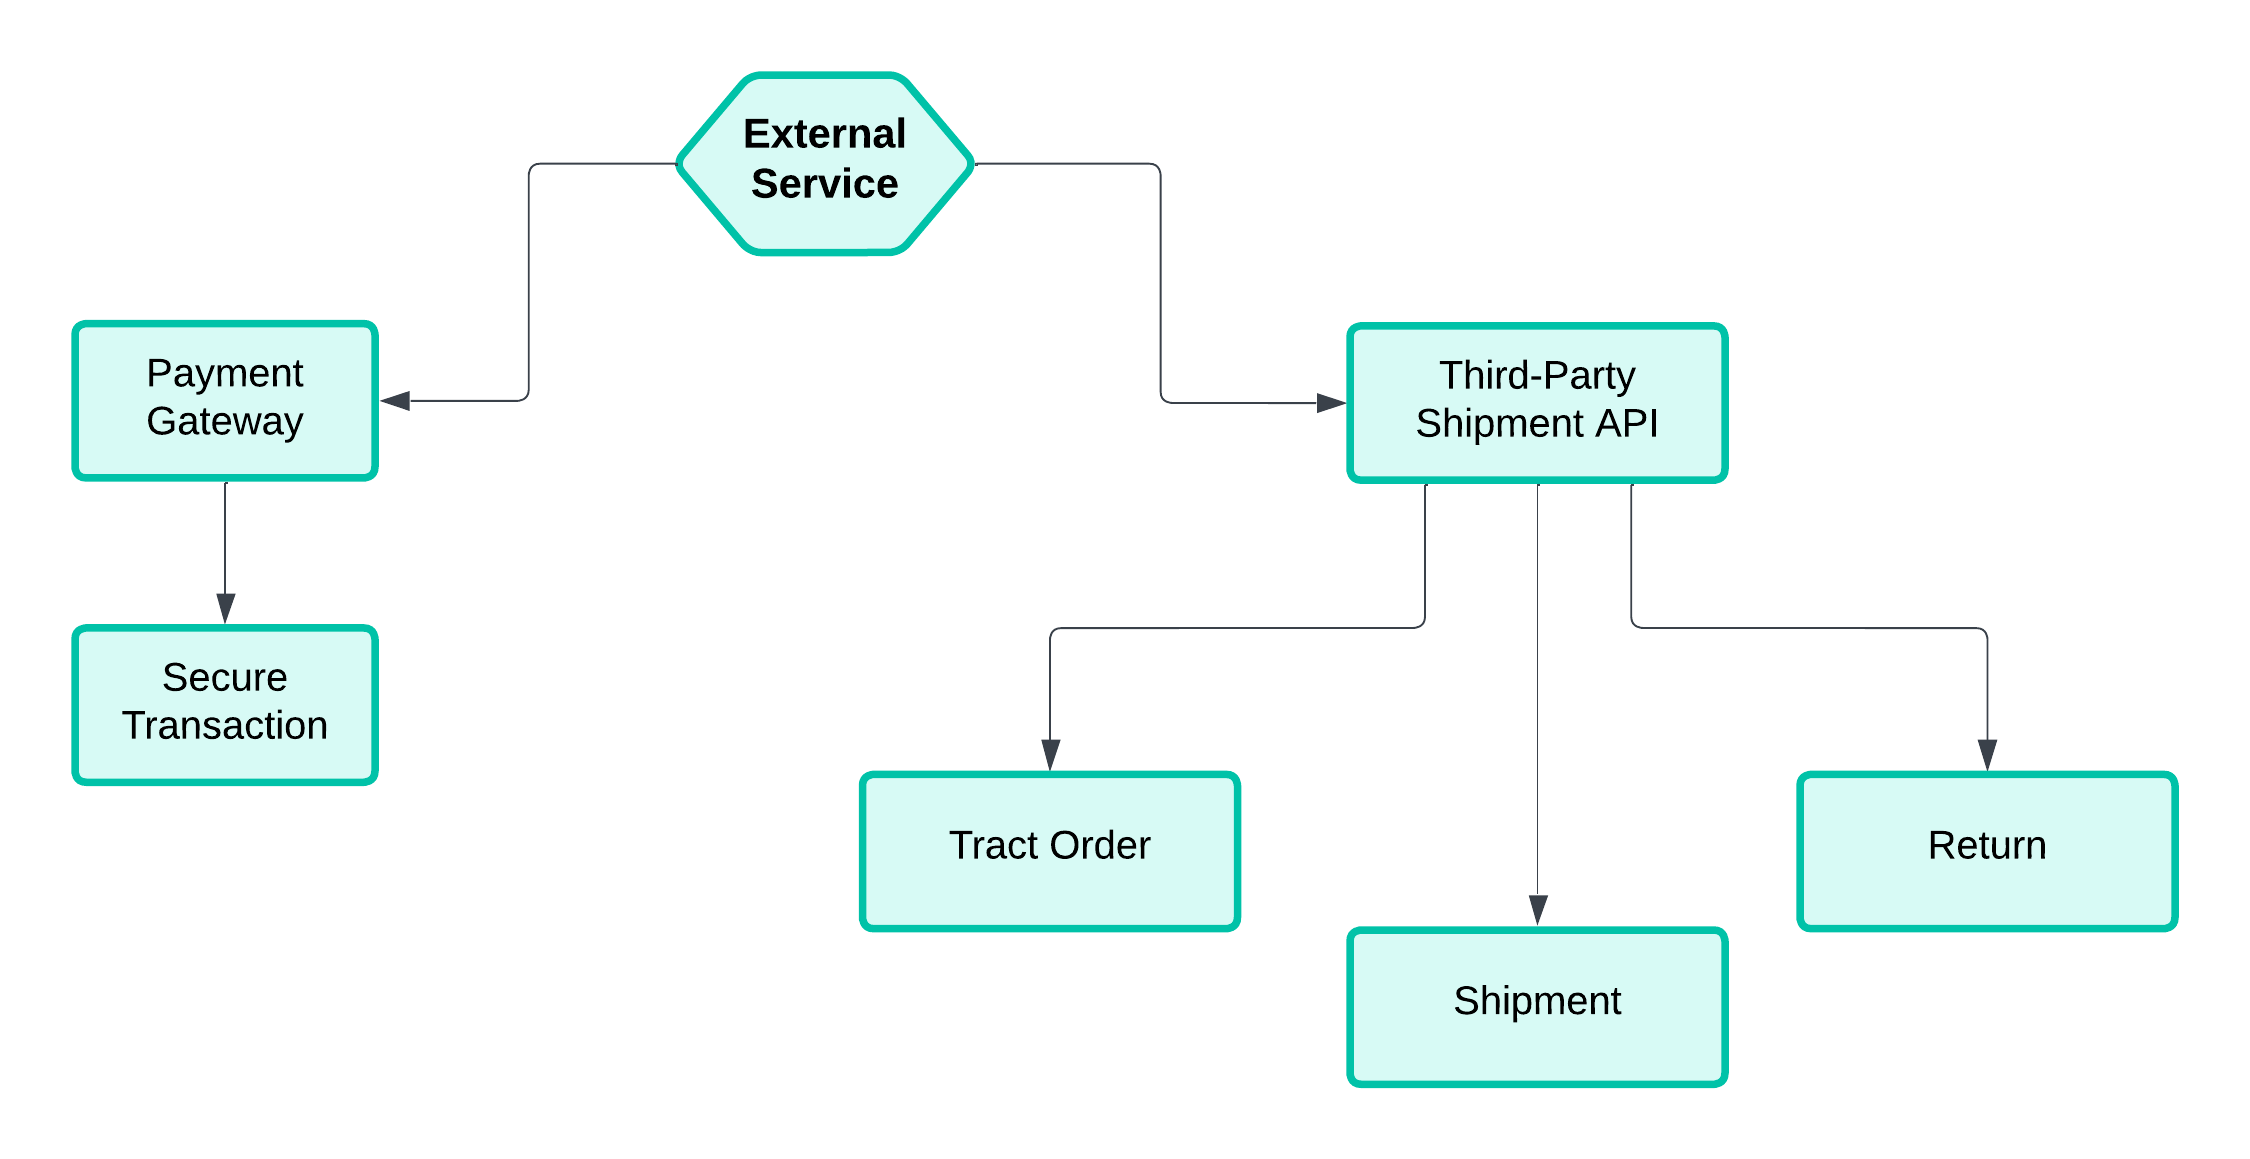 External
Service
Payment
Gateway
Third-Party
Shipment API
Secure
Transaction
Tract Order
Return
Shipment